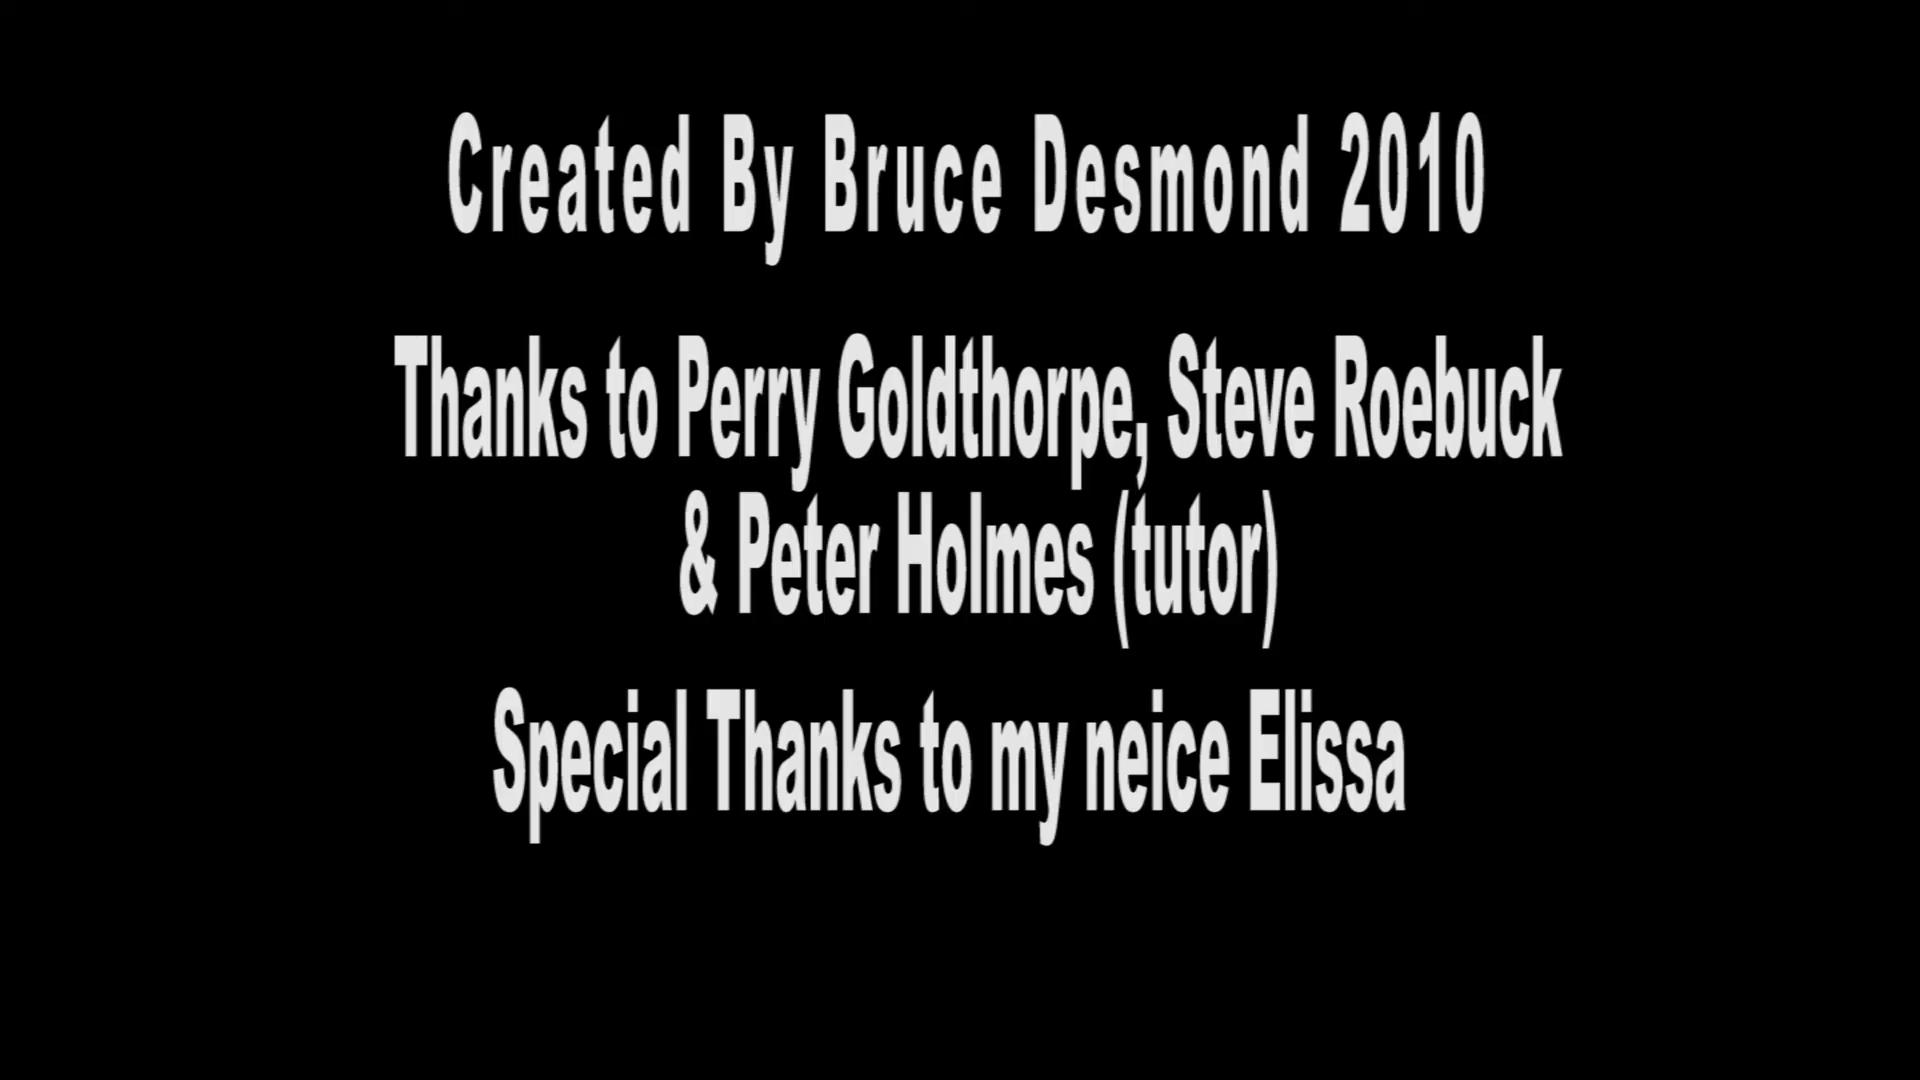 Created By Bruce Desmond 2010
Thanks to Perry Goldthorpe, Steve Roebuck
& Peter Holmes (tutor)
Special Thanks to my neice Elissa